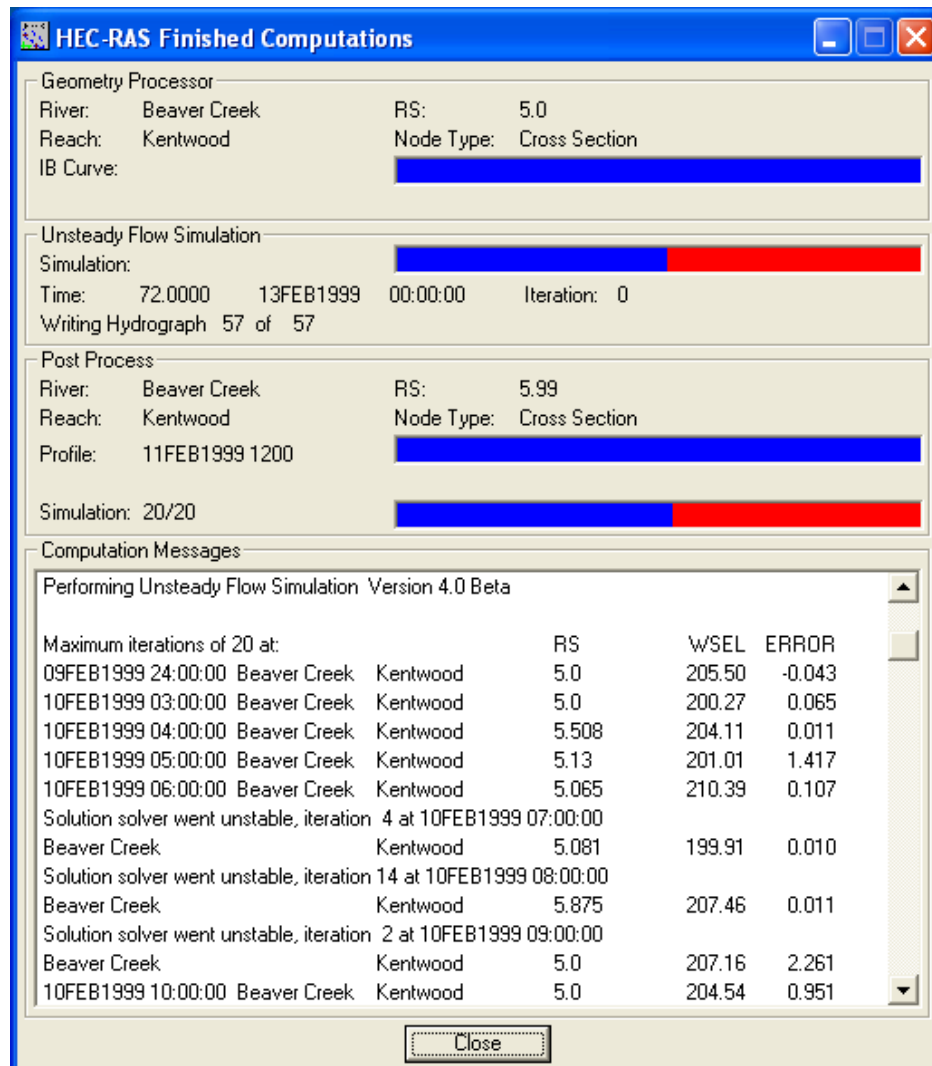 HEC-RAS Finished Computations
Geometry Processor
River: Beaver Creek RS: 5.0
Reach: Kentwood Node Type: Cross Section
IB Curve:
Unsteady Flow Simulation
Simulation:
Time: 72.0000 13FEB1999 00:00:00 Iteration: 0
Writing Hydrograph 57 of 57
Post Process
River: Beaver Creek RS: 5.99
Reach: Kentwood Node Type: Cross Section
Profile: 11FEB1999 1200
Simulation: 20/20
Computation Messages
Performing Unsteady Flow Simulation Version 4.0 Beta
Maximum iterations of 20 at: RS WSEL ERROR
09FEB1999 24:00:00 Beaver Creek Kentwood 5.0 205.50 -0.043
10FEB1999 03:00:00 Beaver Creek Kentwood 5.0 200.27 0.065
10FEB1999 04:00:00 Beaver Creek Kentwood 5.508 204.11 0.011
10FEB1999 05:00:00 Beaver Creek Kentwood 5.13 201.01 1.417
10FEB1999 06:00:00 Beaver Creek Kentwood 5.065 210.39 0.107
Solution solver went unstable, iteration 4 at 10FEB1999 07:00:00
Beaver Creek Kentwood 5.081 199.91 0.010
Solution solver went unstable, iteration 14 at 10FEB1999 08:00:00
Beaver Creek Kentwood 5.875 207.46 0.011
Solution solver went unstable, iteration 2 at 10FEB1999 09:00:00
Beaver Creek Kentwood 5.0 207.16 2.261
10FEB1999 10:00:00 Beaver Creek Kentwood 5.0 204.54 0.951
Close